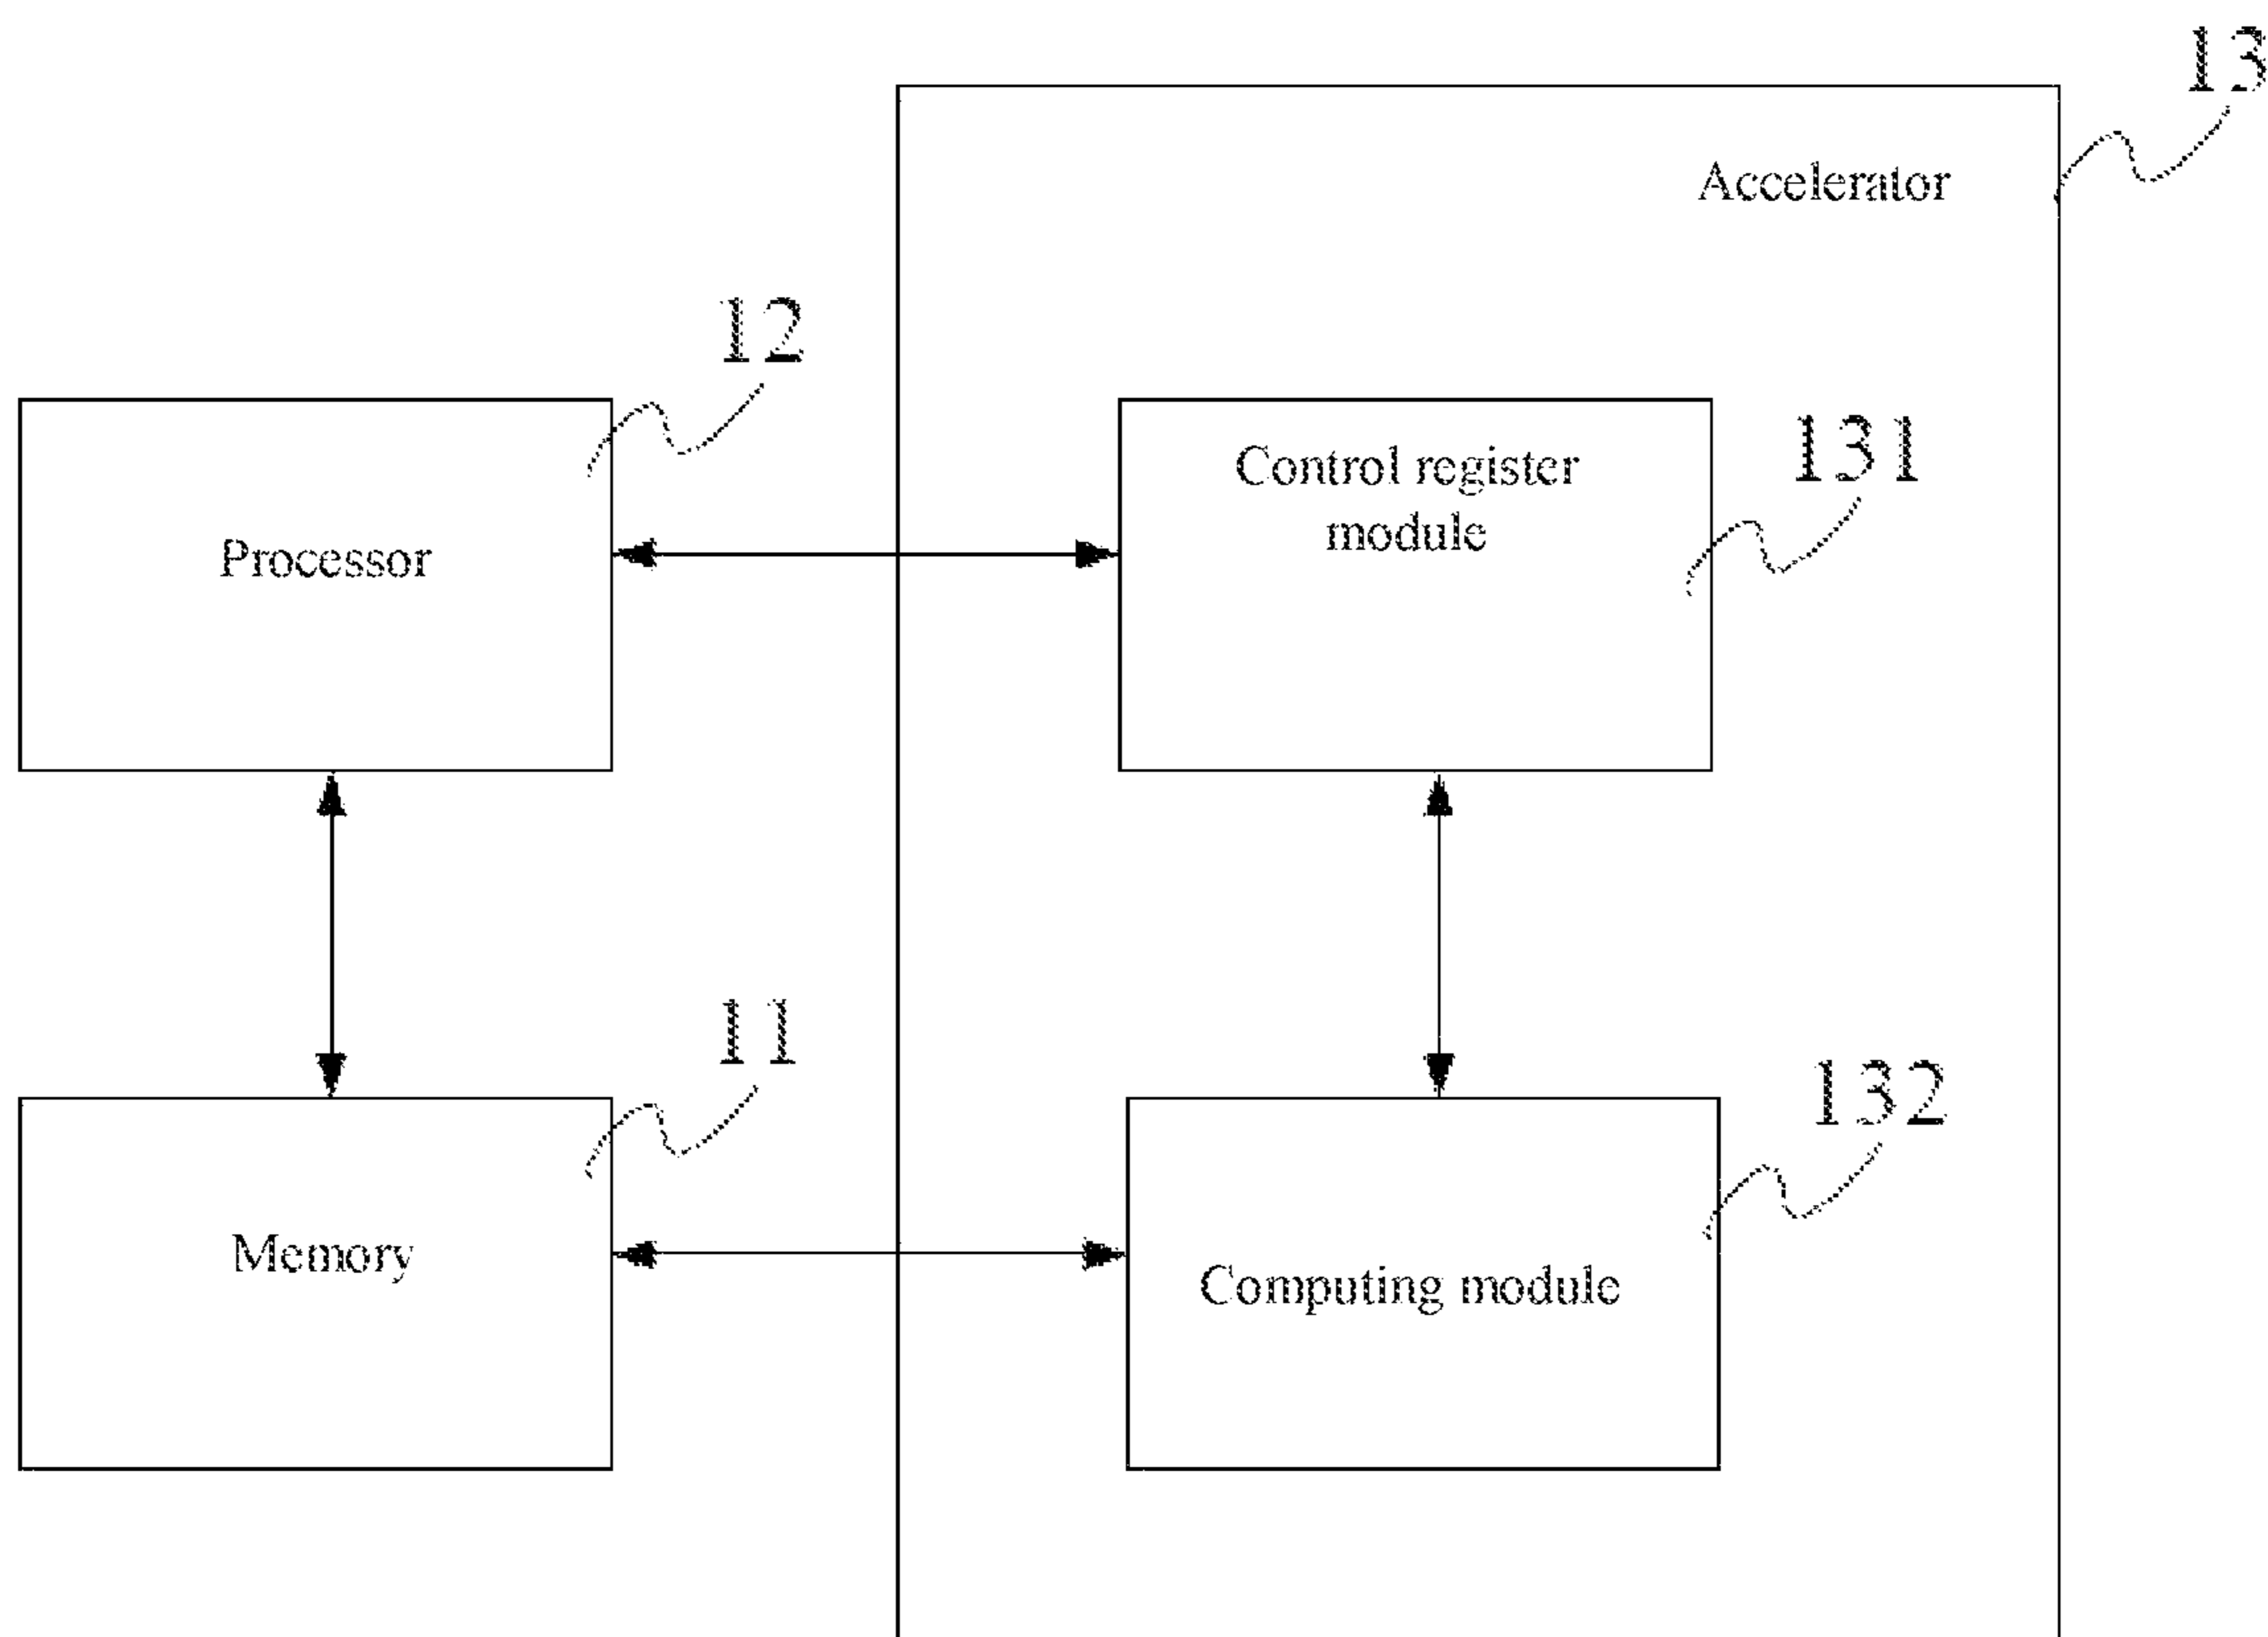 13
Accelerator
12
Processor
Control register
module
131
11
Memory
132
Computing module